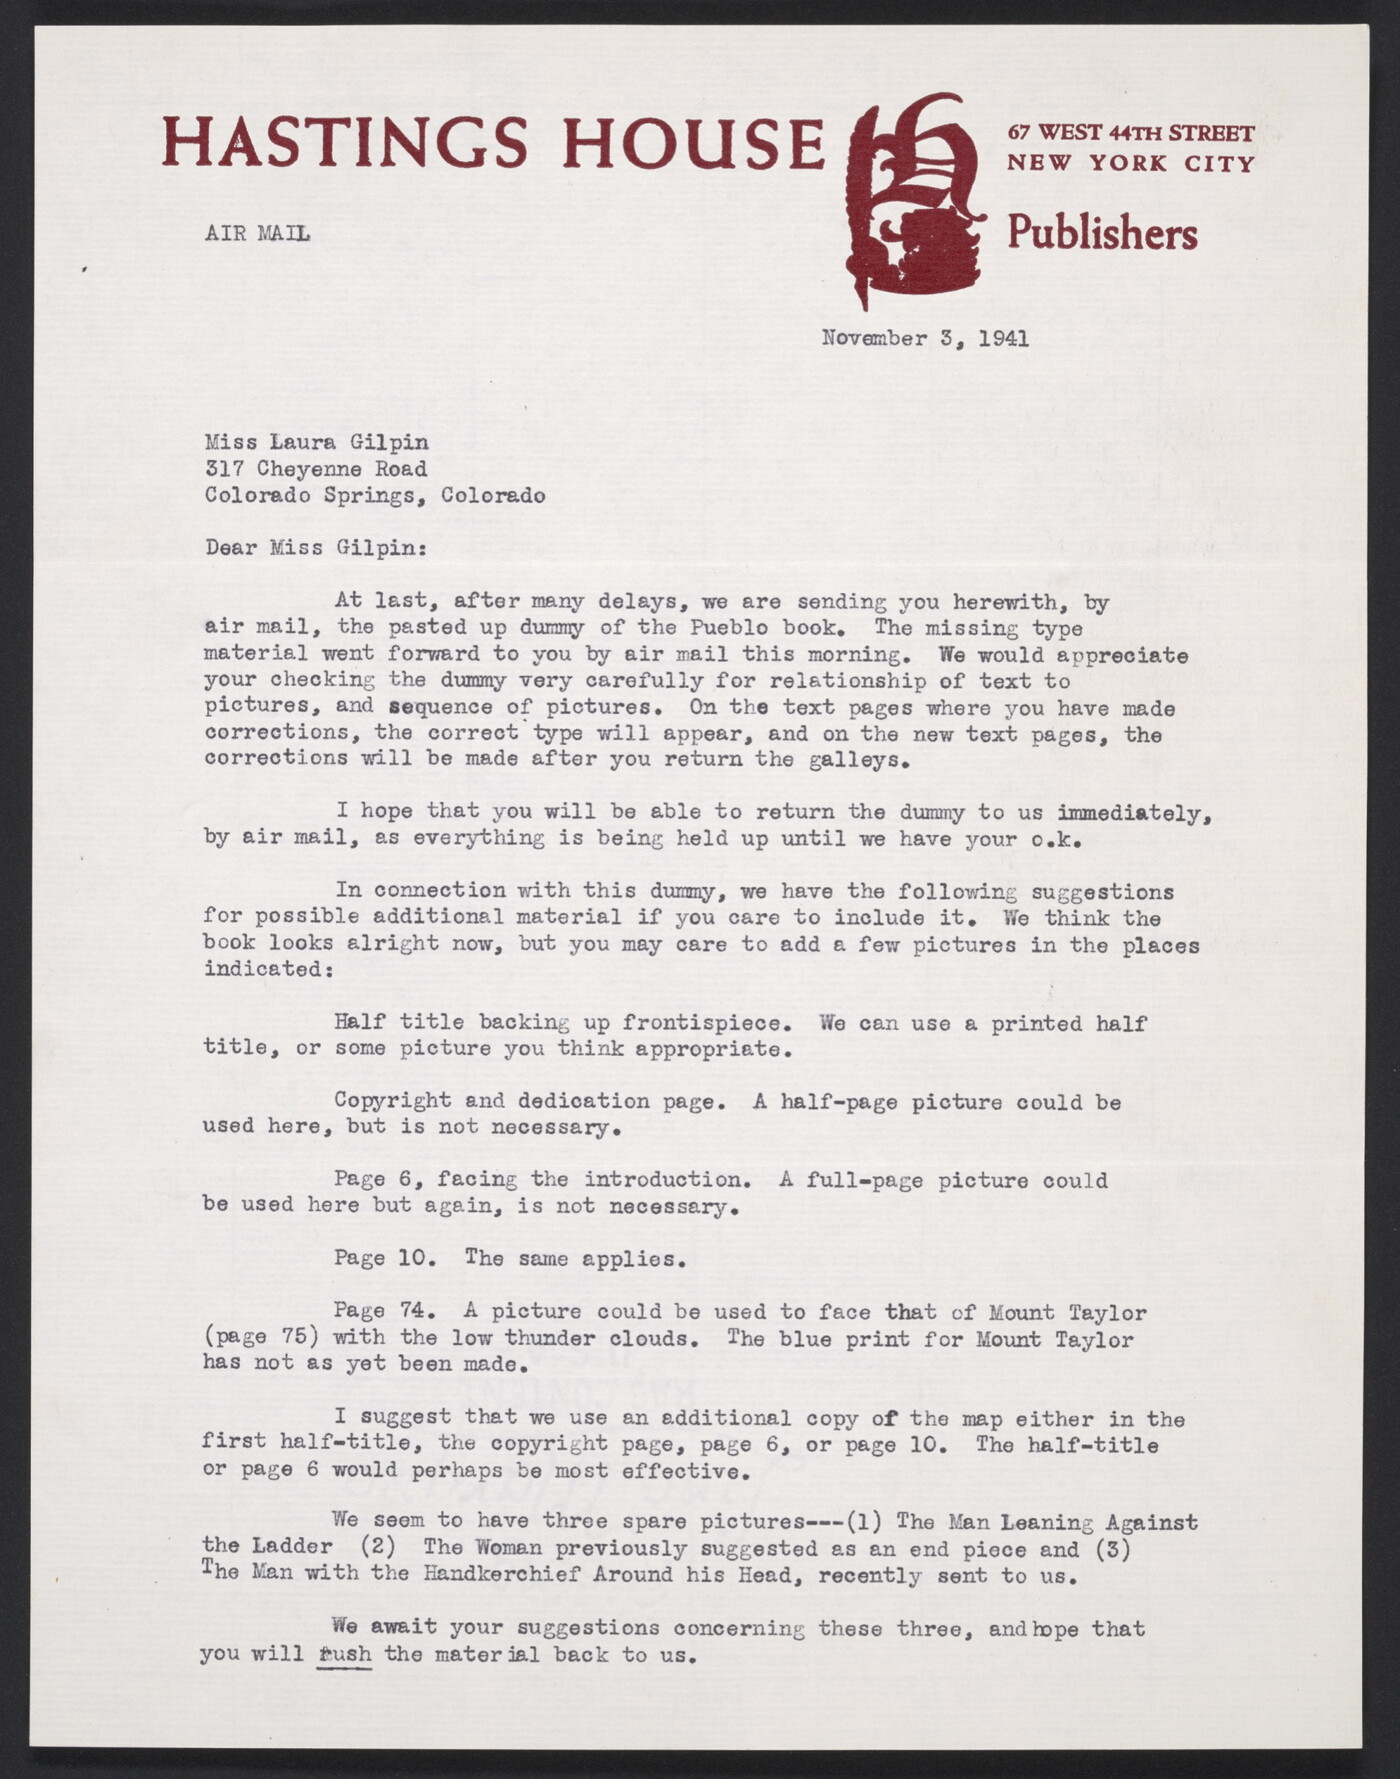 HASTINGS HOUSE
67 WEST 44TH STREET
NEW YORK CITY
Publishers
AIR MAIL
November 3, 1941
Miss Laura Gilpin
317 Cheyenne Road
Colorado Springs, Colorado
Dear Miss Gilpin:
At last, after many delays, we are sending you herewith, by
air mail, the pasted up dummy of the Pueblo book. The missing type
material went forward to you by air mail this morning. We would appreciate
your checking the dummy very carefully for relationship of text to
pictures, and sequence of pictures. On the text pages where you have made
corrections, the correct type will appear, and on the new text pages, the
corrections will be made after you return the galleys.
I hope that you will be able to return the dummy to us immediately,
by air mail, as everything is being held up until we have your o.k.
In connection with this dummy, we have the following suggestions
for possible additional material if you care to include it. We think the
book looks alright now, but you may care to add a few pictures in the places
indicated:
Half title backing up frontispiece. We can use a printed half
title, or some picture you think appropriate.
Copyright and dedication page. A half-page picture could be
used here, but is not necessary.
Page 6, facing the introduction. A full-page picture could
be used here but again, is not necessary.
Page 10. The same applies.
Page 74. A picture could be used to face that of Mount Taylor
(page 75) with the low thunder clouds. The blue print for Mount Taylor
has not as yet been made.
I suggest that we use an additional copy of the map either in the
first half-title, the copyright page, page 6, or page 10. The half-title
or page 6 would perhaps be most effective.
We seem to have three spare pictures---(1) The Man Leaning Against
the Ladder (2) The Woman previously suggested as an end piece and (3)
The Man with the Handkerchief Around his Head, recently sent to us.
We await your suggestions concerning these three, and hope that
you will rush the material back to us.